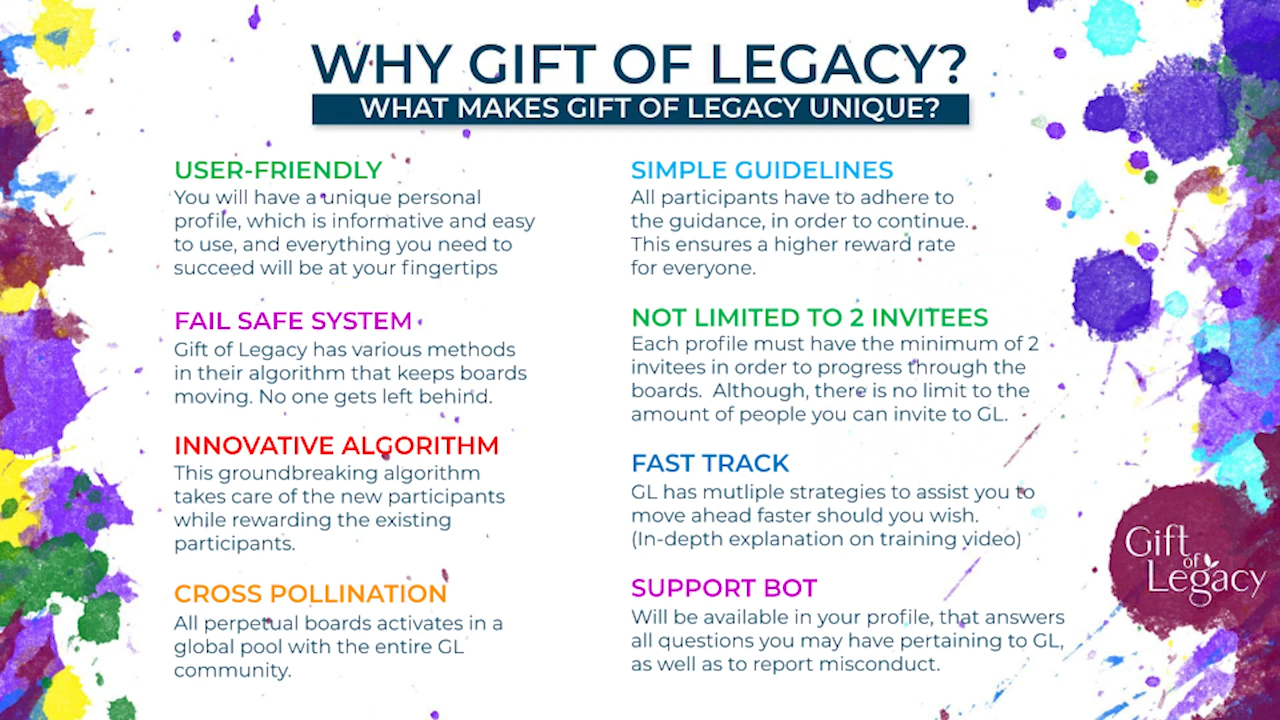 WHY GIFT OF LEGACY?
WHAT MAKES GIFT OF LEGACY UNIQUE?
USER-FRIENDLY
You will have a unique personal
profile, which is informative and easy
to use, and everything you need to
succeed will be at your fingertips
FAIL SAFE SYSTEM
Gift of Legacy has various methods
in their algorithm that keeps boards
moving. No one gets left behind.
INNOVATIVE ALGORITHM
This groundbreaking algorithm
takes care of the new participants
while rewarding the existing
participants.
CROSS POLLINATION
All perpetual boards activates in a
global pool with the entire GL
community.
SIMPLE GUIDELINES
All participants have to adhere to
the guidance, in order to continue.
This ensures a higher reward rate
for everyone.
NOT LIMITED TO 2 INVITEES
Each profile must have the minimum of 2
invitees in order to progress through the
boards. Although, there is no limit to the
amount of people you can invite to GL.
FAST TRACK
GL has mutliple strategies to assist you to
move ahead faster should you wish.
(In-depth explanation on training video)
SUPPORT BOT
Will be available in your profile, that answers
all questions you may have pertaining to GL,
as well as to report misconduct.
Gift
of
Legacy